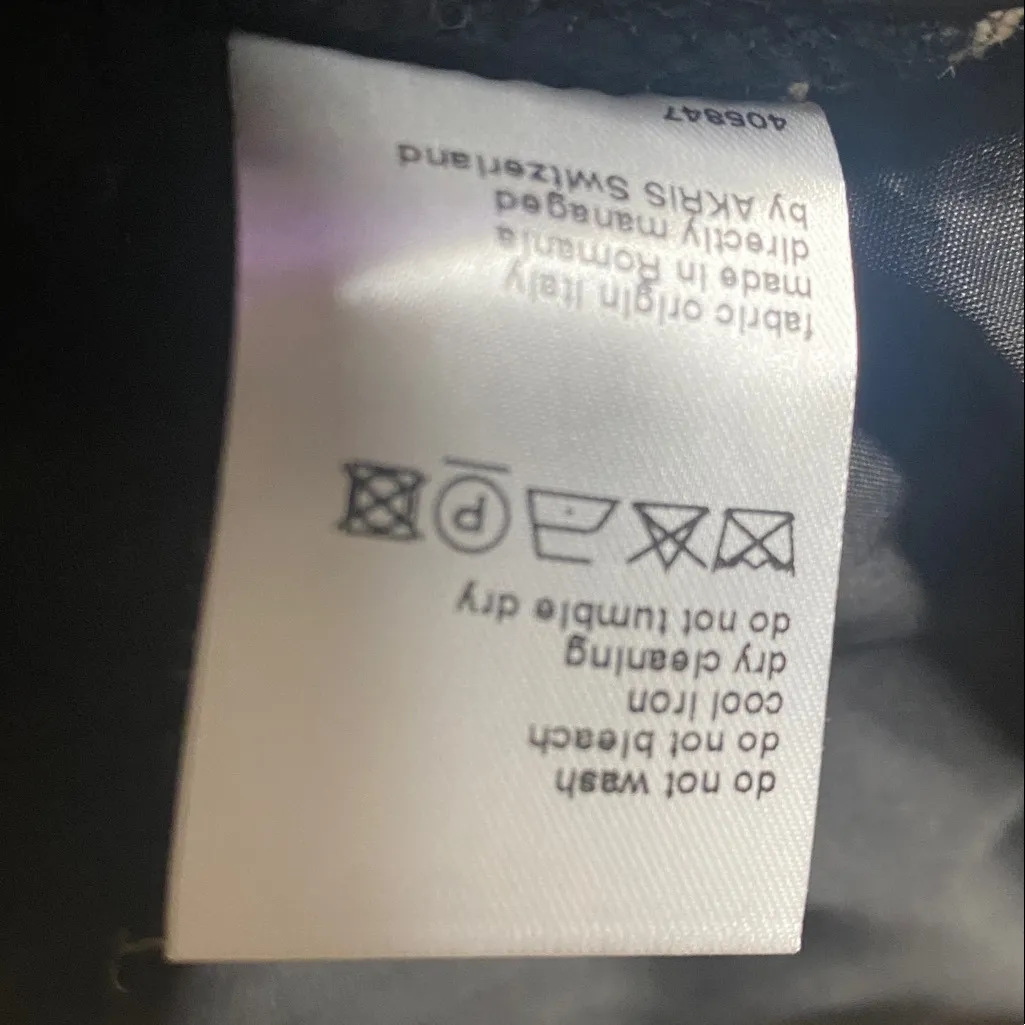 do not wash
do not bleach
cool iron
dry cleaning
do not tumble dry
P
fabric origin Italy
made in Romania
directly managed
by AKRIS Switzerland
405847